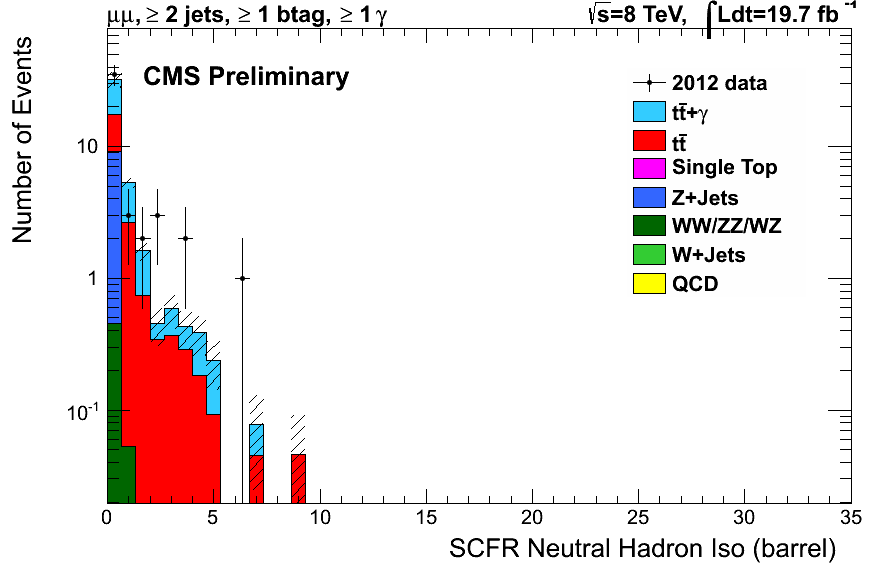 μμ, ≥ 2 jets, ≥ 1 btag, ≥ 1 γ
√s=8 TeV, ∫Ldt=19.7 fb⁻¹
CMS Preliminary
2012 data
tt̄+γ
tt̄
Single Top
Z+Jets
WW/ZZ/WZ
W+Jets
QCD
Number of Events
10
1
10⁻¹
0 5 10 15 20 25 30 35
SCFR Neutral Hadron Iso (barrel)